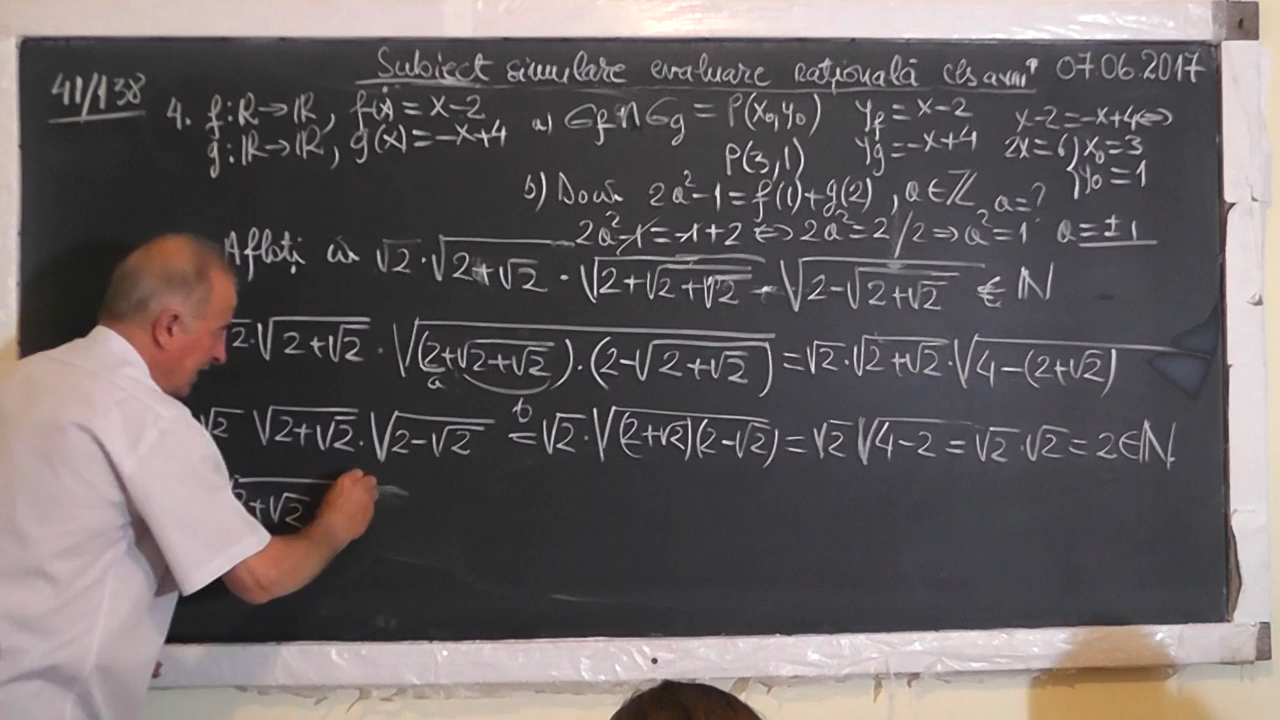 Subiect simulare evaluare națională cls a VIII ª 07.06.2017
41/138
4. f:ℝ→ℝ, f(x)=x-2 a) Gf∩Gg = P(x₀,y₀) yf = x-2 x-2=-x+4⇔
g:ℝ→ℝ, g(x)=-x+4 P(3,1) yg=-x+4 2x=6 } x₀=3
y₀=1
b) 2a²-1=f(1)+g(2), a∈ℤ a=?
2a²-1=-1+2 ⇔ 2a²=2/2 ⇒ a²=1 a=±1
Aflați că √2·√(2+√2)·√(2+√(2+√2))·√(2-√(2+√2)) ∈ ℕ
2·√(2+√2)·√((2+√(2+√2))·(2-√(2+√2)))=√2·√(2+√2)·√(4-(2+√2))
a b
√2 √(2+√2)·√(2-√2) =√2·√((2+√2)(2-√2))=√2√(4-2)=√2·√2=2∈ℕ
2+√2